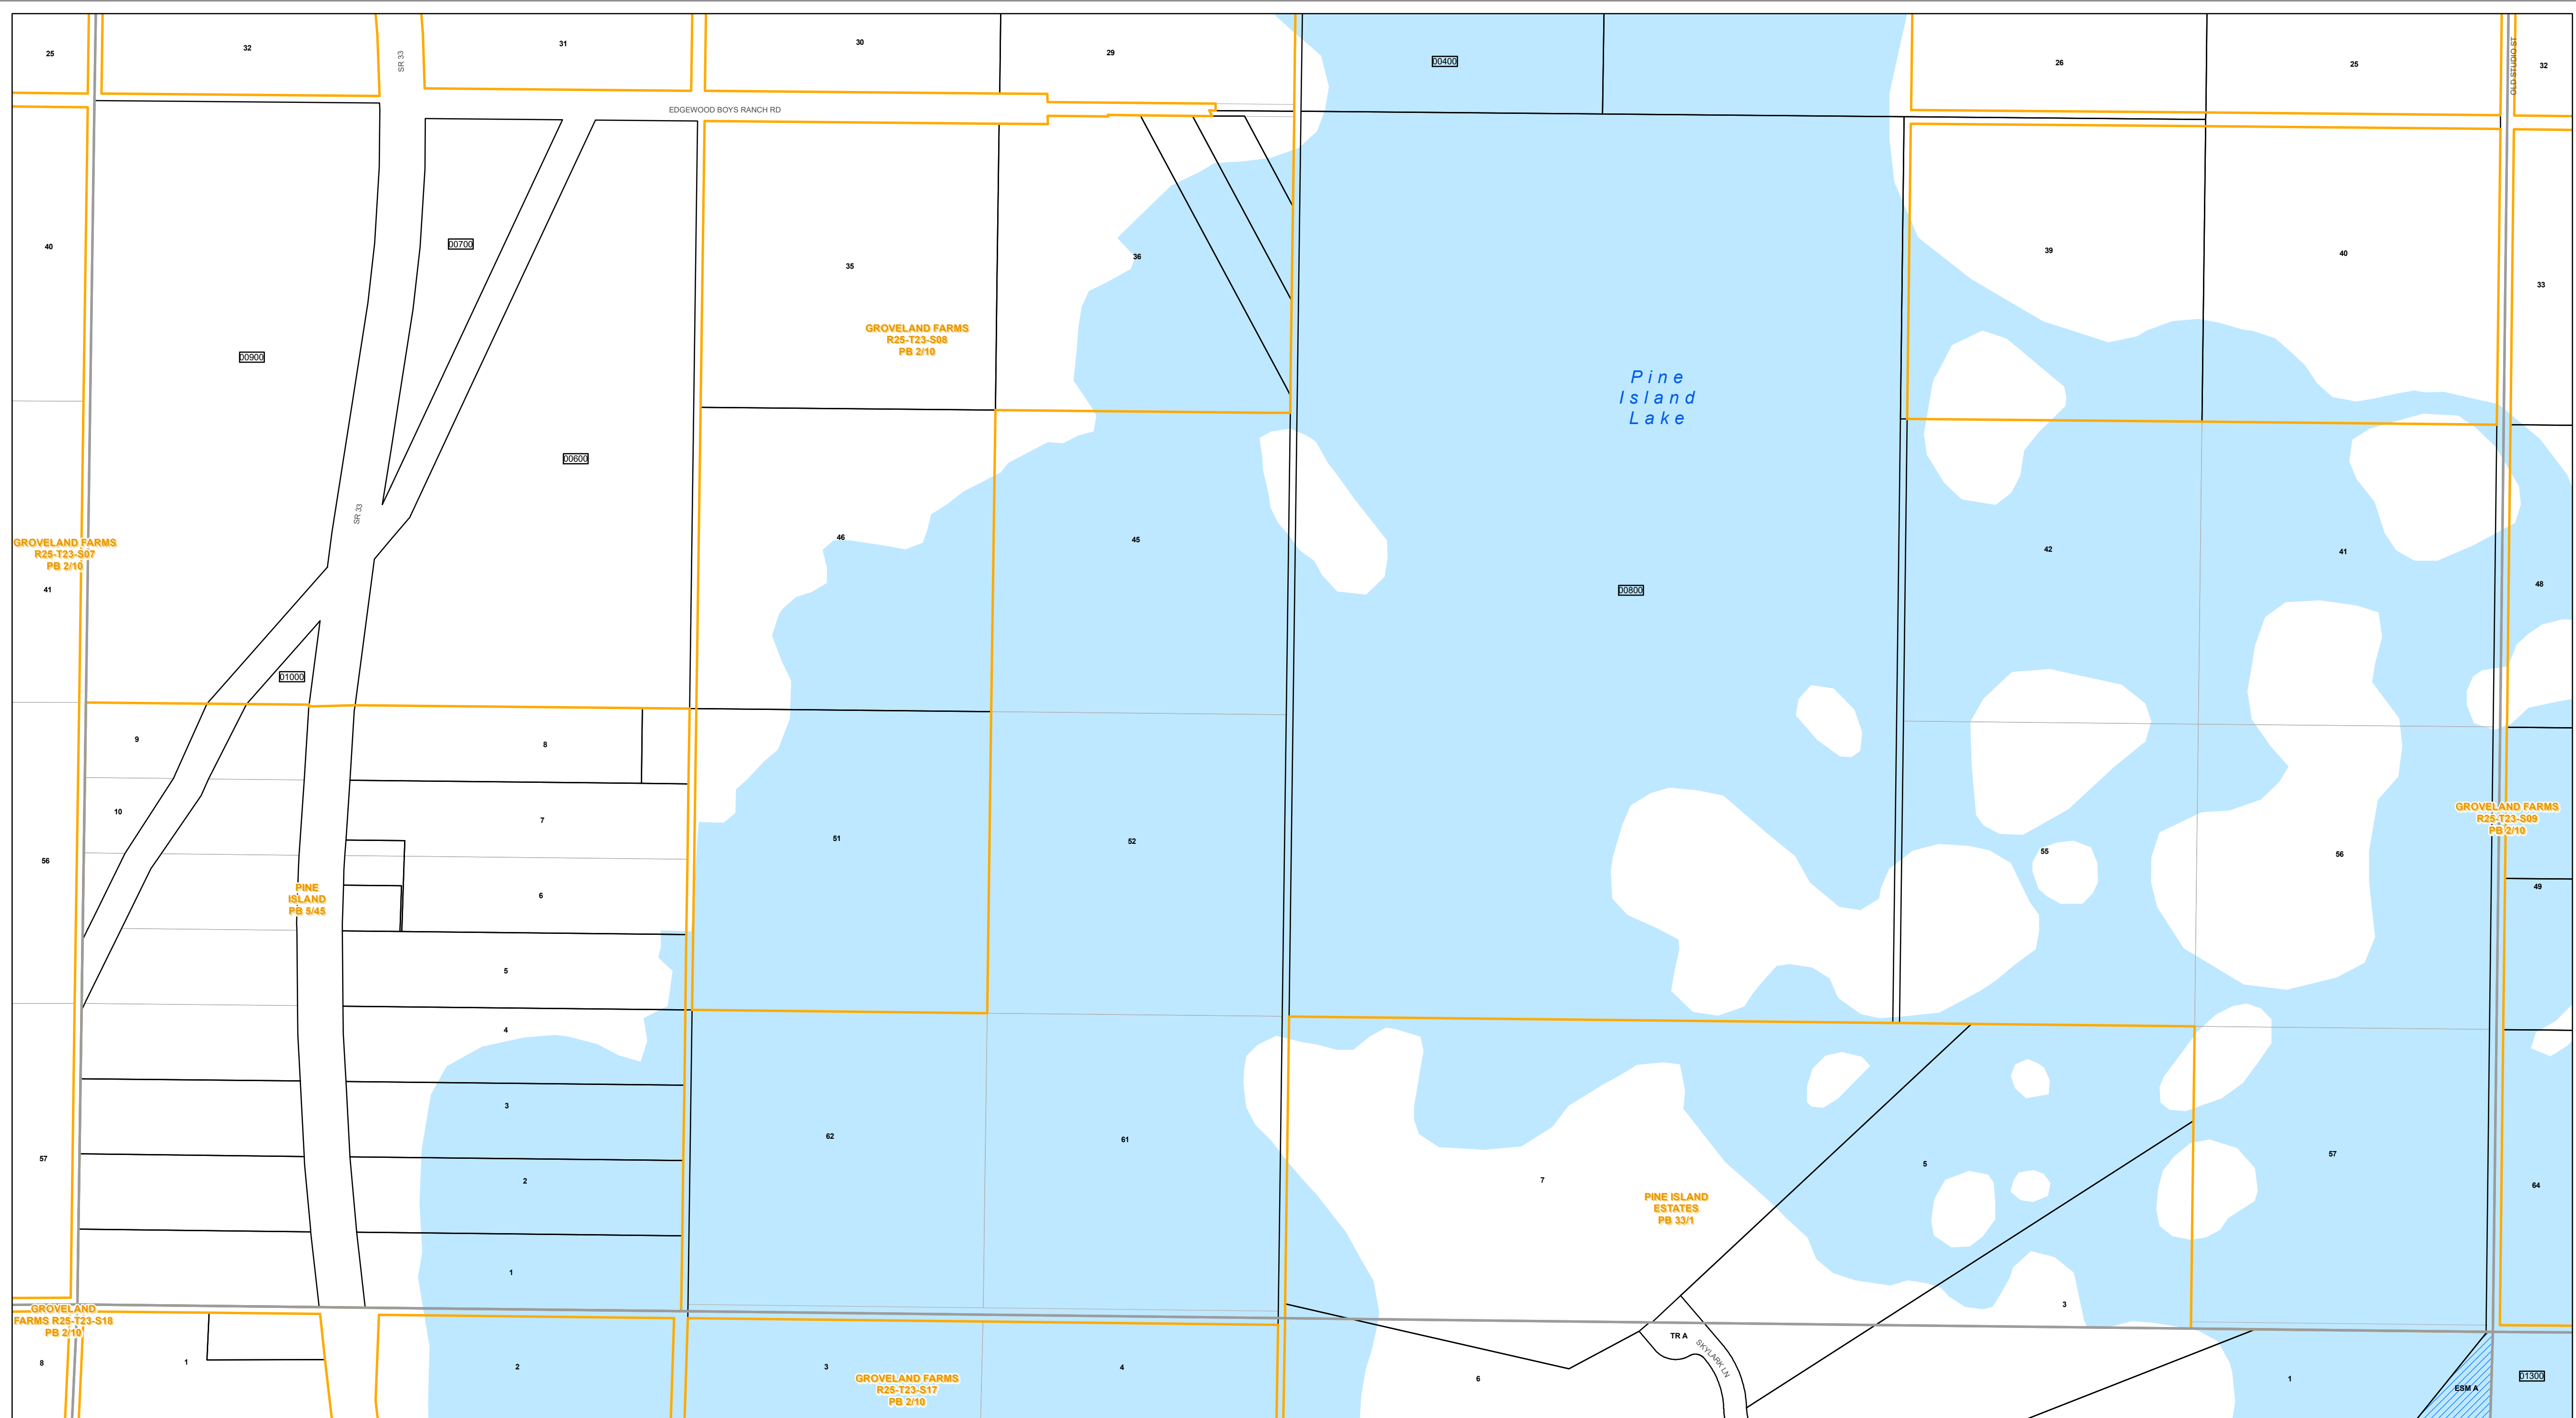 25
32
SR 33
31
30
29
00400
26
25
OLD STUDIO ST
32
EDGEWOOD BOYS RANCH RD
40
00700
35
36
39
40
33
GROVELAND FARMS
R25-T23-S08
PB 2/10
00900
Pine
Island
Lake
00600
SR 33
46
45
42
41
GROVELAND FARMS
R25-T23-S07
PB 2/10
41
00800
48
01000
9
8
10
7
51
52
55
56
GROVELAND FARMS
R25-T23-S09
PB 2/10
56
PINE
ISLAND
PB 5/45
6
49
5
4
3
62
61
57
57
2
7
5
64
PINE ISLAND
ESTATES
PB 33/1
1
3
GROVELAND
FARMS R25-T23-S18
PB 2/10
TR A
SKYLARK LN
8
1
2
3
4
GROVELAND FARMS
R25-T23-S17
PB 2/10
6
1
ESM A
01300